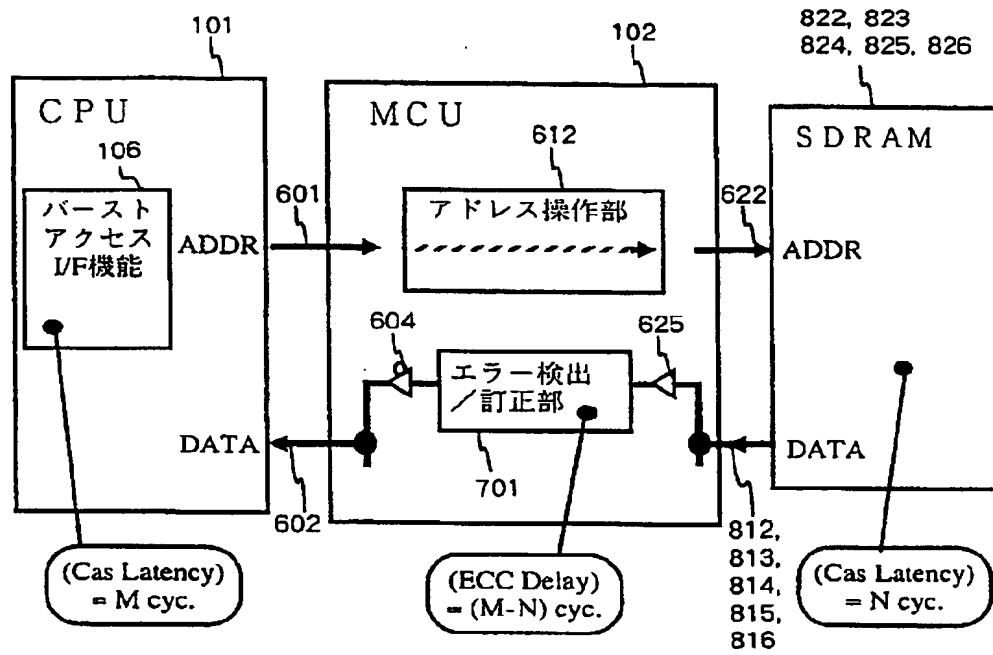 101
102
822, 823
824, 825, 826
CPU
MCU
SDRAM
106
バースト
アクセス
I/F機能
ADDR
601
612
アドレス操作部
622
ADDR
604
エラー検出
／訂正部
625
701
DATA
602
DATA
812,
813,
814,
815,
816
(Cas Latency)
= M cyc.
(ECC Delay)
= (M-N) cyc.
(Cas Latency)
= N cyc.